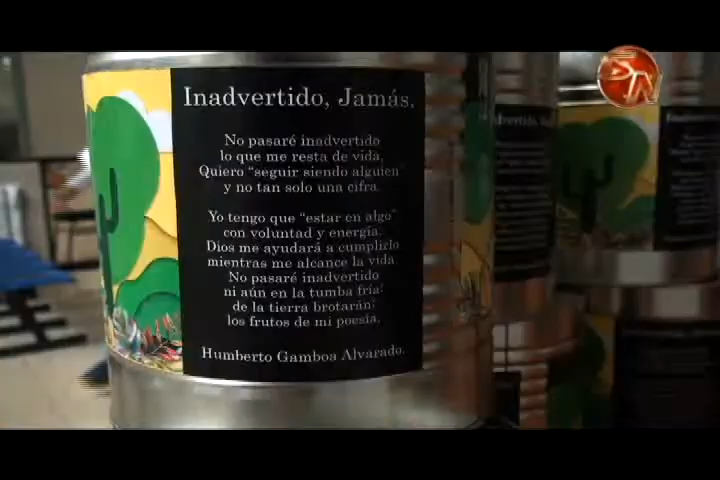 Inadvertido, Jamás.
No pasaré inadvertido
lo que me resta de vida,
Quiero "seguir siendo alguien"
y no tan solo una cifra.
Yo tengo que "estar en algo"
con voluntad y energía.
Dios me ayudará a cumplirlo
mientras me alcance la vida
No pasaré inadvertido
ni aún en la tumba fría:
de la tierra brotarán
los frutos de mi poesía.
Humberto Gamboa Alvarado.